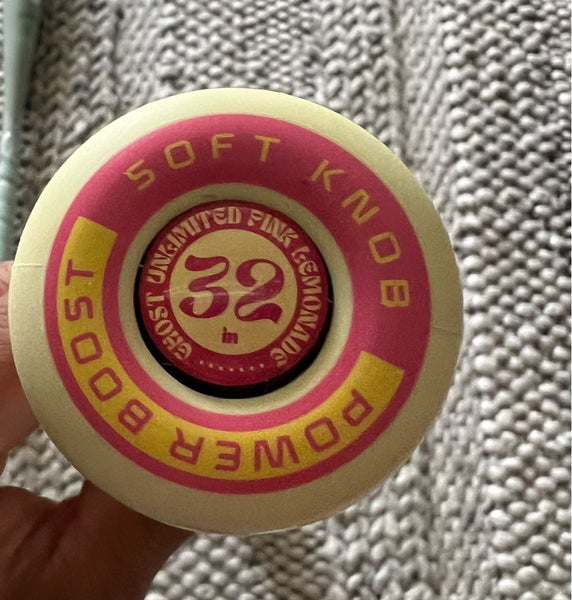 SOFT KNOB
POWER BOOST
GHOST UNLIMITED PINK LEMONADE
32
in